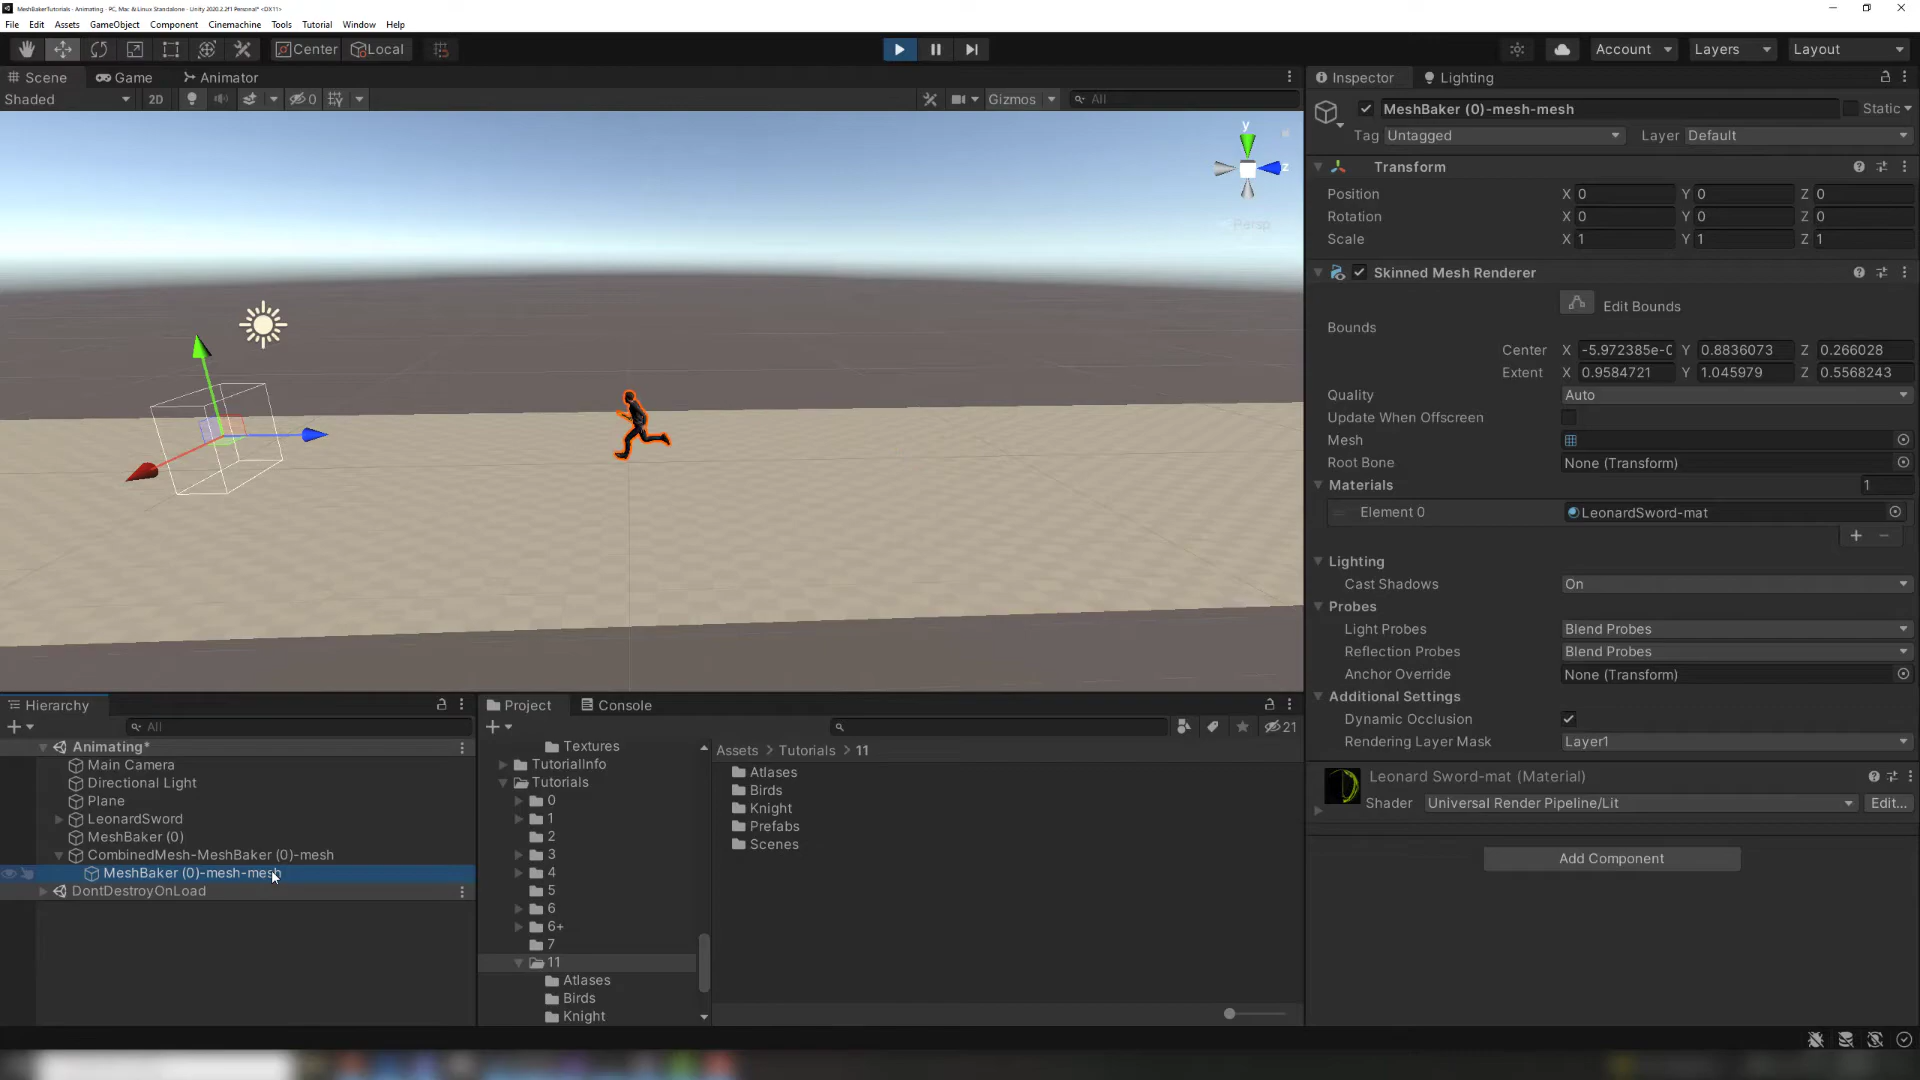 MeshBakerTutorials - Animating - PC, Mac & Linux Standalone - Unity 2020.2.2f1 Personal* <DX11>
File Edit Assets GameObject Component Cinemachine Tools Tutorial Window Help
Center Local Account Layers Layout
Scene Game Animator
Shaded 2D 0 Gizmos All
y
z
Persp
Inspector Lighting
MeshBaker (0)-mesh-mesh Static
Tag Untagged Layer Default
Transform
Position X 0 Y 0 Z 0
Rotation X 0 Y 0 Z 0
Scale X 1 Y 1 Z 1
Skinned Mesh Renderer
Edit Bounds
Bounds
Center X -5.972385e-0 Y 0.8836073 Z 0.266028
Extent X 0.9584721 Y 1.045979 Z 0.5568243
Quality Auto
Update When Offscreen
Mesh
Root Bone None (Transform)
Materials 1
Element 0 LeonardSword-mat
+ -
Lighting
Cast Shadows On
Probes
Light Probes Blend Probes
Reflection Probes Blend Probes
Anchor Override None (Transform)
Additional Settings
Dynamic Occlusion
Rendering Layer Mask Layer1
Leonard Sword-mat (Material)
Shader Universal Render Pipeline/Lit Edit...
Add Component
Hierarchy
+ All
Animating*
Main Camera
Directional Light
Plane
LeonardSword
MeshBaker (0)
CombinedMesh-MeshBaker (0)-mesh
MeshBaker (0)-mesh-mesh
DontDestroyOnLoad
Project Console
+ 21
Textures
TutorialInfo
Tutorials
0
1
2
3
4
5
6
6+
7
11
Atlases
Birds
Knight
Assets > Tutorials > 11
Atlases
Birds
Knight
Prefabs
Scenes